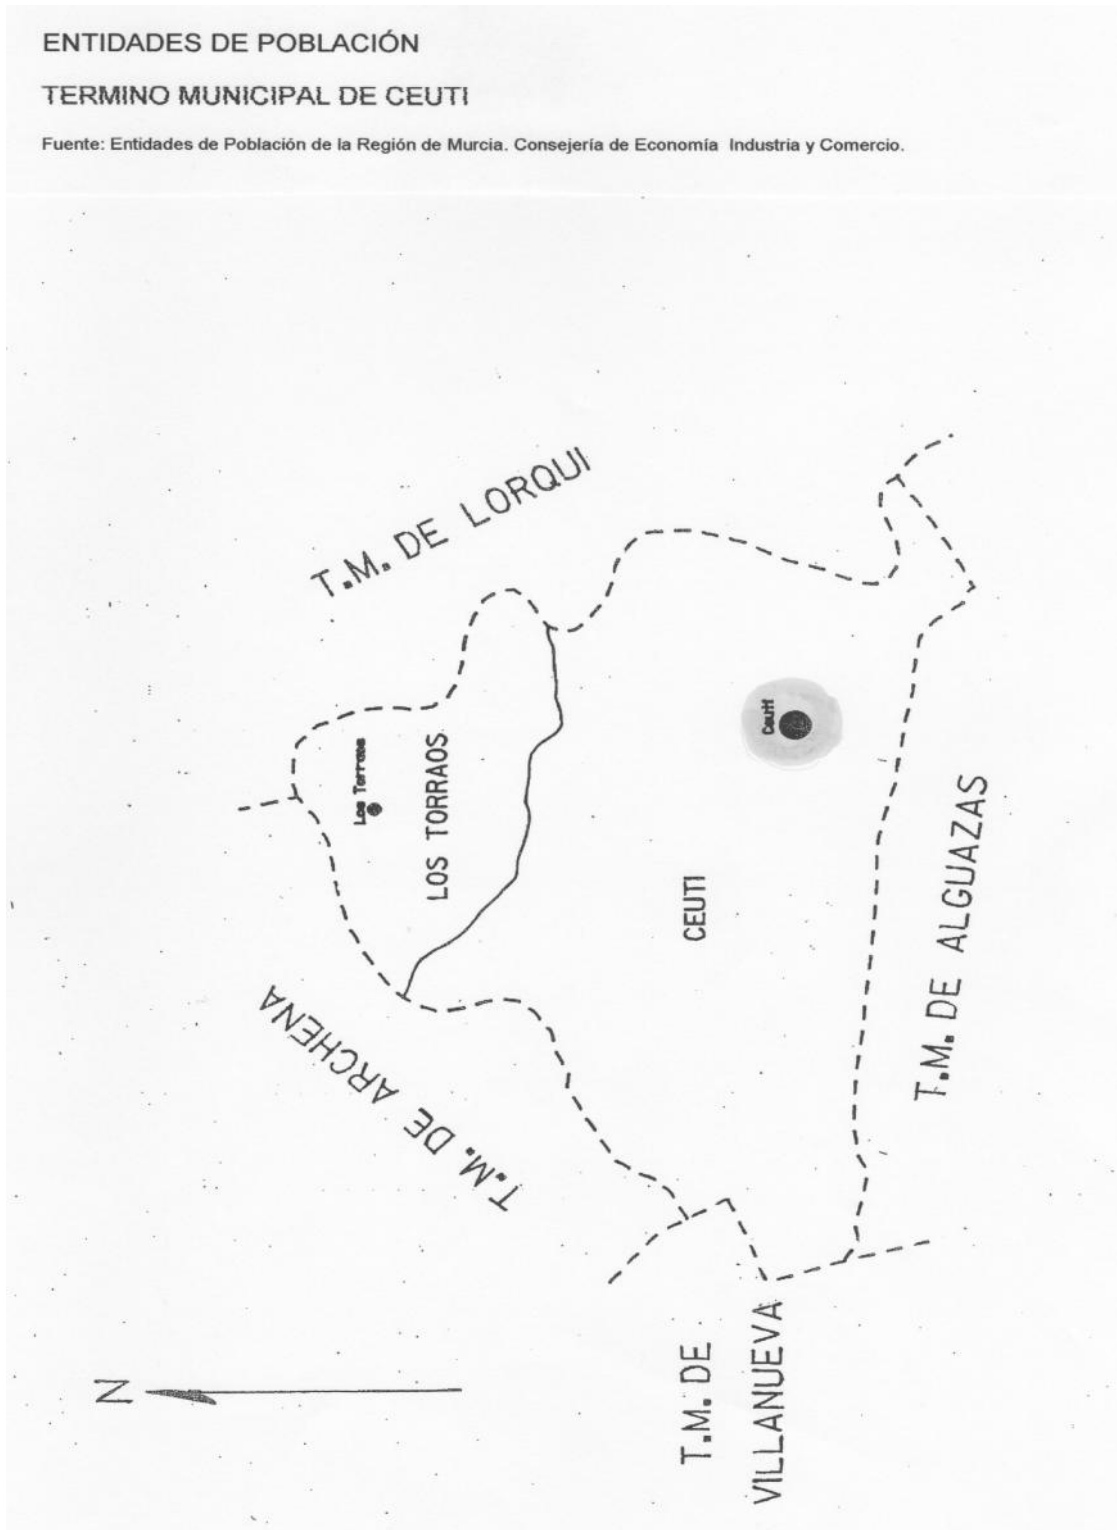 ENTIDADES DE POBLACIÓN
TERMINO MUNICIPAL DE CEUTI
Fuente: Entidades de Población de la Región de Murcia. Consejería de Economía Industria y Comercio.
T.M. DE LORQUI
Los Torraos
LOS TORRAOS
Ceutí
CEUTI
T.M. DE ALGUAZAS
T.M. DE ARCHENA
T.M. DE
VILLANUEVA
N